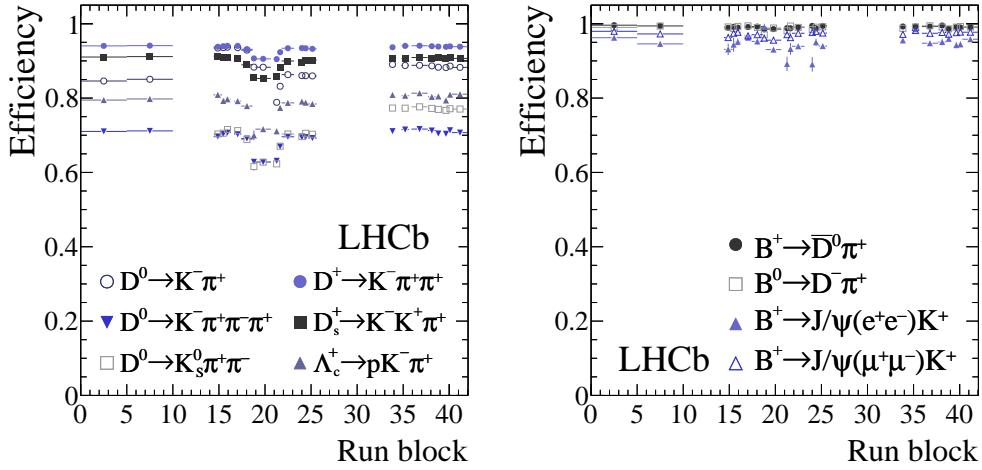 Efficiency
1
0.8
0.6
0.4
0.2
0
0 5 10 15 20 25 30 35 40
Run block
LHCb
D⁰→K⁻π⁺
D⁺→K⁻π⁺π⁺
D⁰→K⁻π⁺π⁻π⁺
Dₛ⁺→K⁻K⁺π⁺
D⁰→Kₛ⁰π⁺π⁻
Λ꜀⁺→pK⁻π⁺
Efficiency
1
0.8
0.6
0.4
0.2
0
0 5 10 15 20 25 30 35 40
Run block
B⁺→D̅⁰π⁺
B⁰→D⁻π⁺
B⁺→J/ψ(e⁺e⁻)K⁺
B⁺→J/ψ(μ⁺μ⁻)K⁺
LHCb